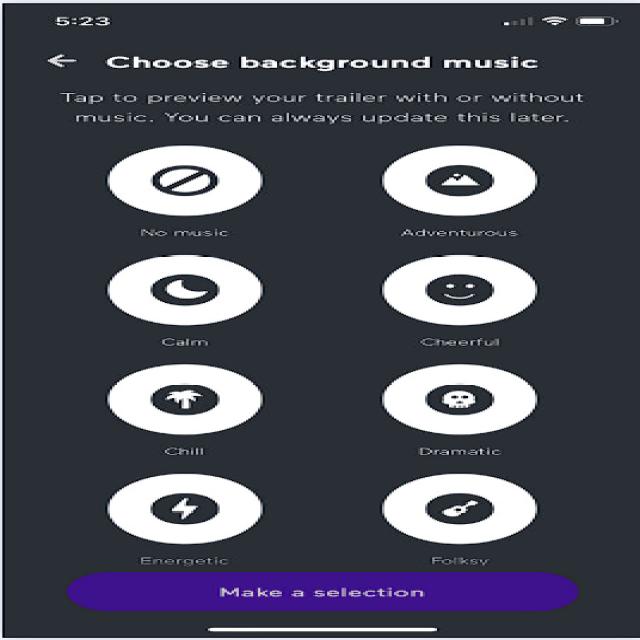 5:23
Choose background music
Tap to preview your trailer with or without
music. You can always update this later.
No music
Adventurous
Calm
Cheerful
Chill
Dramatic
Energetic
Folksy
Make a selection